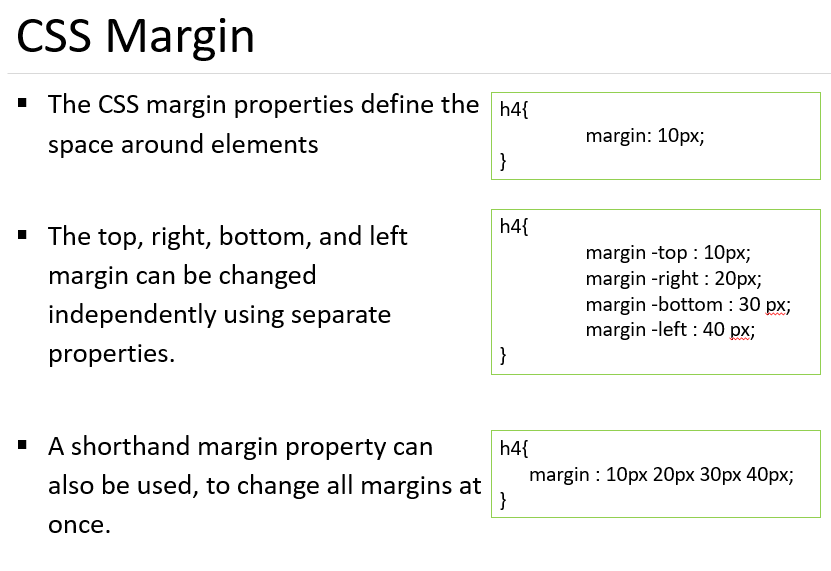 CSS Margin
▪ The CSS margin properties define the
space around elements
h4{
margin: 10px;
}
▪ The top, right, bottom, and left
margin can be changed
independently using separate
properties.
h4{
margin -top : 10px;
margin -right : 20px;
margin -bottom : 30 px;
margin -left : 40 px;
}
▪ A shorthand margin property can
also be used, to change all margins at
once.
h4{
margin : 10px 20px 30px 40px;
}